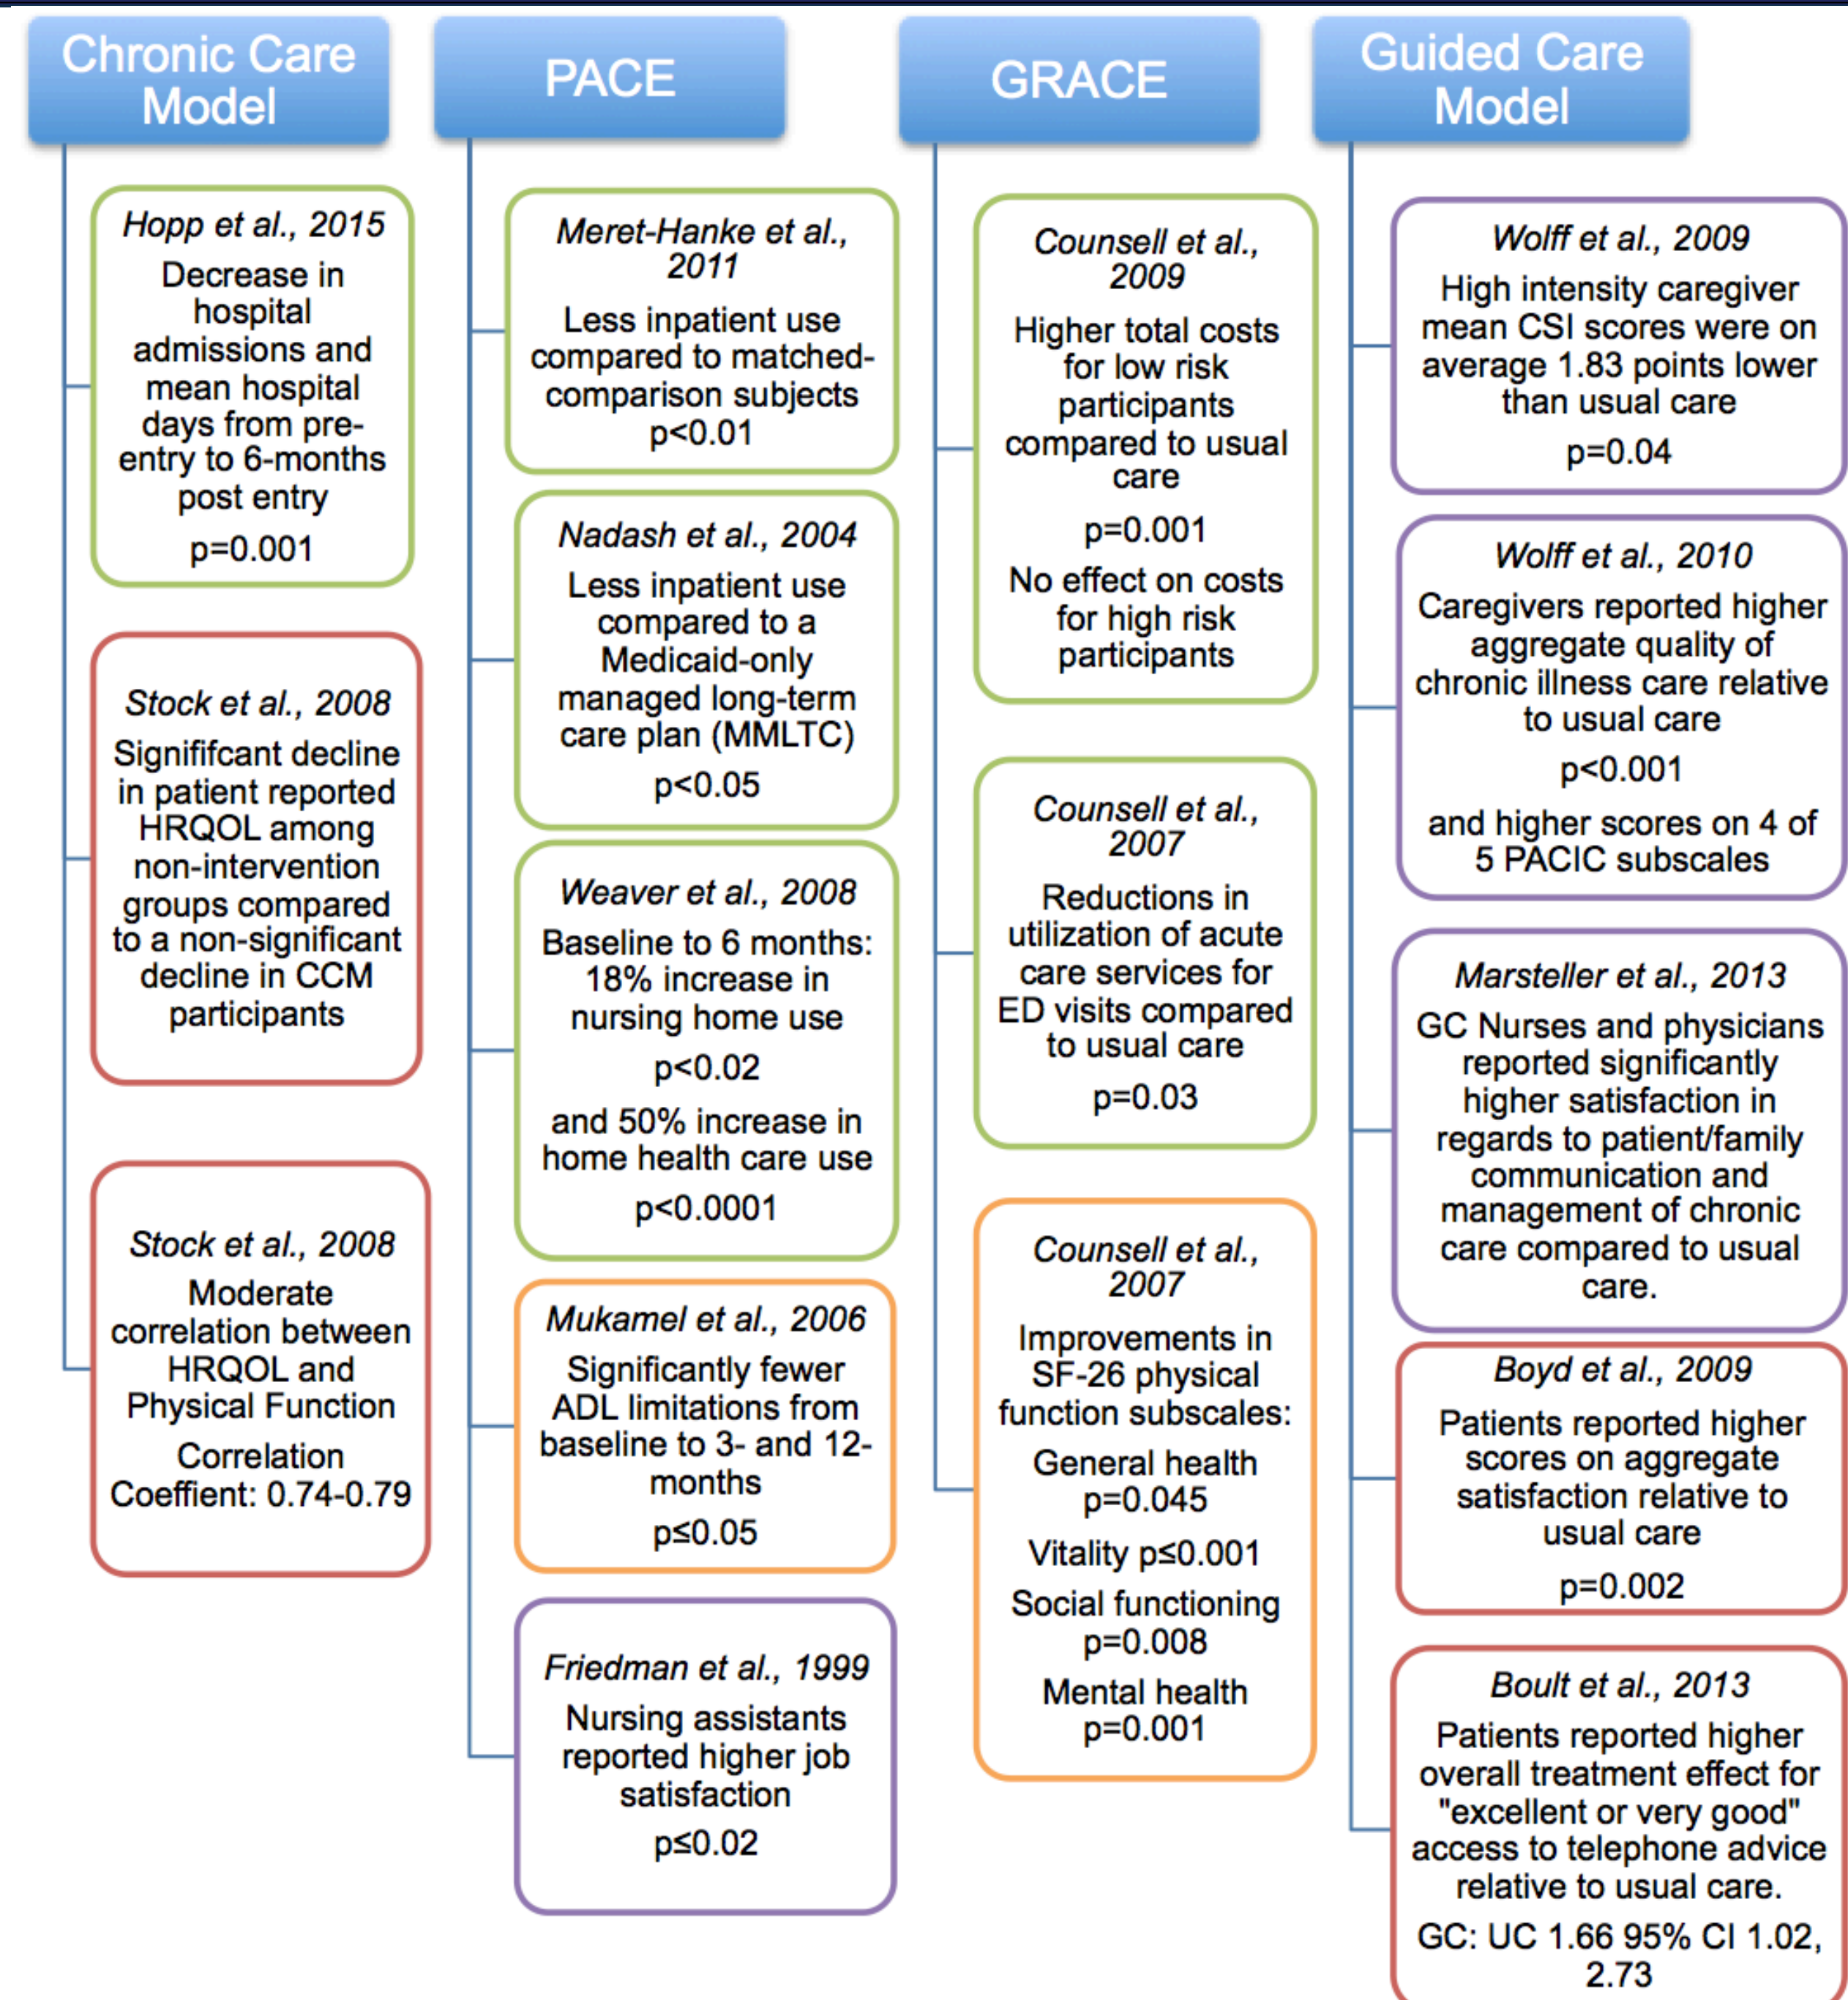 Chronic Care
Model
Hopp et al., 2015
Decrease in
hospital
admissions and
mean hospital
days from pre-
entry to 6-months
post entry
p=0.001
Stock et al., 2008
Signififcant decline
in patient reported
HRQOL among
non-intervention
groups compared
to a non-significant
decline in CCM
participants
Stock et al., 2008
Moderate
correlation between
HRQOL and
Physical Function
Correlation
Coeffient: 0.74-0.79
PACE
Meret-Hanke et al.,
2011
Less inpatient use
compared to matched-
comparison subjects
p<0.01
Nadash et al., 2004
Less inpatient use
compared to a
Medicaid-only
managed long-term
care plan (MMLTC)
p<0.05
Weaver et al., 2008
Baseline to 6 months:
18% increase in
nursing home use
p<0.02
and 50% increase in
home health care use
p<0.0001
Mukamel et al., 2006
Significantly fewer
ADL limitations from
baseline to 3- and 12-
months
p≤0.05
Friedman et al., 1999
Nursing assistants
reported higher job
satisfaction
p≤0.02
GRACE
Counsell et al.,
2009
Higher total costs
for low risk
participants
compared to usual
care
p=0.001
No effect on costs
for high risk
participants
Counsell et al.,
2007
Reductions in
utilization of acute
care services for
ED visits compared
to usual care
p=0.03
Counsell et al.,
2007
Improvements in
SF-26 physical
function subscales:
General health
p=0.045
Vitality p≤0.001
Social functioning
p=0.008
Mental health
p=0.001
Guided Care
Model
Wolff et al., 2009
High intensity caregiver
mean CSI scores were on
average 1.83 points lower
than usual care
p=0.04
Wolff et al., 2010
Caregivers reported higher
aggregate quality of
chronic illness care relative
to usual care
p<0.001
and higher scores on 4 of
5 PACIC subscales
Marsteller et al., 2013
GC Nurses and physicians
reported significantly
higher satisfaction in
regards to patient/family
communication and
management of chronic
care compared to usual
care.
Boyd et al., 2009
Patients reported higher
scores on aggregate
satisfaction relative to
usual care
p=0.002
Boult et al., 2013
Patients reported higher
overall treatment effect for
"excellent or very good"
access to telephone advice
relative to usual care.
GC: UC 1.66 95% CI 1.02,
2.73